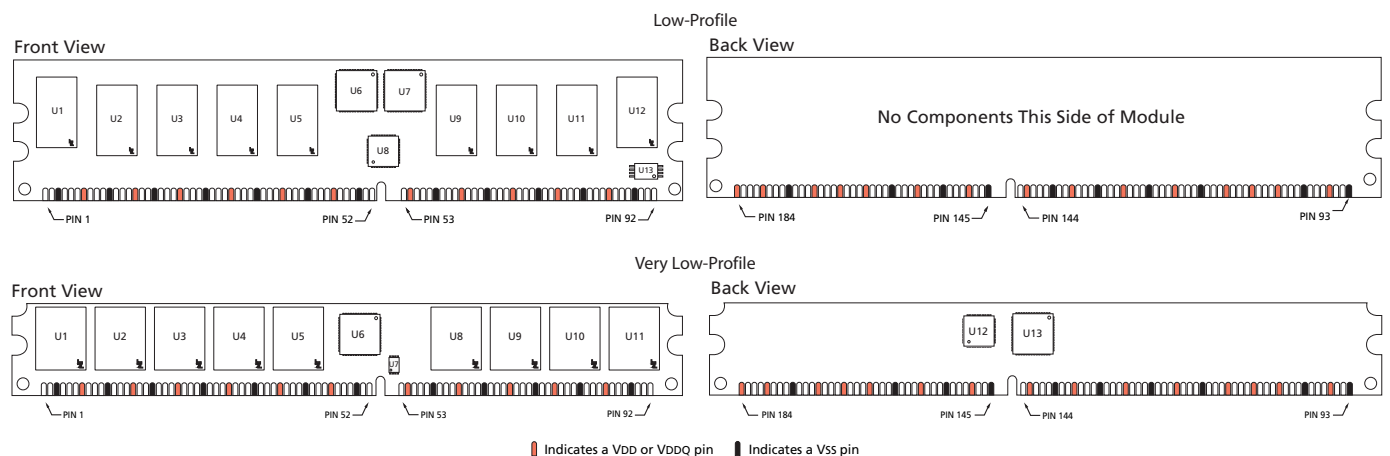 Low-Profile
Front View
Back View
U1
U2
U3
U4
U5
U6
U7
U8
U9
U10
U11
U12
U13
No Components This Side of Module
PIN 1
PIN 52
PIN 53
PIN 92
PIN 184
PIN 145
PIN 144
PIN 93
Very Low-Profile
Front View
Back View
U1
U2
U3
U4
U5
U6
U7
U8
U9
U10
U11
U12
U13
PIN 1
PIN 52
PIN 53
PIN 92
PIN 184
PIN 145
PIN 144
PIN 93
Indicates a VDD or VDDQ pin
Indicates a VSS pin